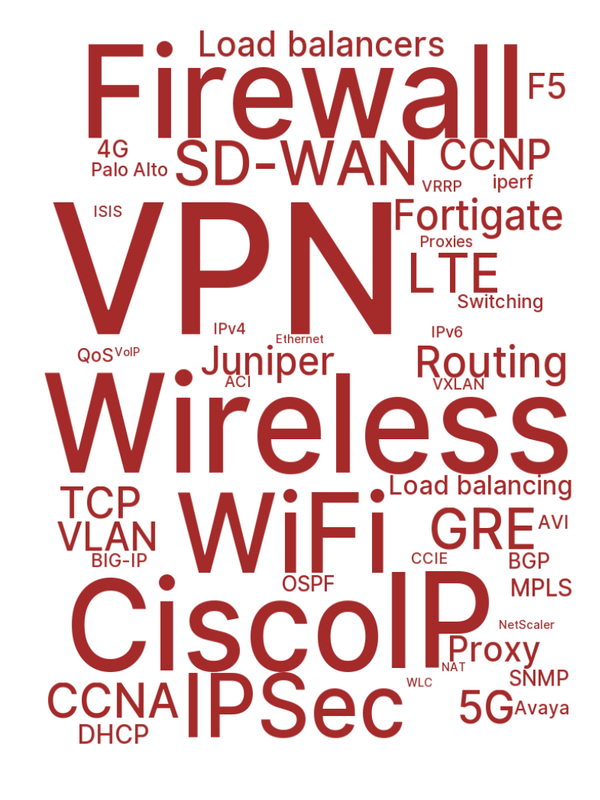 Load balancers
Firewall
F5
4G
Palo Alto
SD-WAN
CCNP
VRRP
iperf
ISIS
VPN
Fortigate
Proxies
LTE
Switching
IPv4
Ethernet
IPv6
QoS
VoIP
Juniper
Routing
ACI
VXLAN
Wireless
Load balancing
TCP
WiFi
GRE
AVI
VLAN
BIG-IP
CCIE
BGP
OSPF
MPLS
Cisco
IP
NetScaler
Proxy
NAT
SNMP
WLC
CCNA
IPSec
5G
Avaya
DHCP